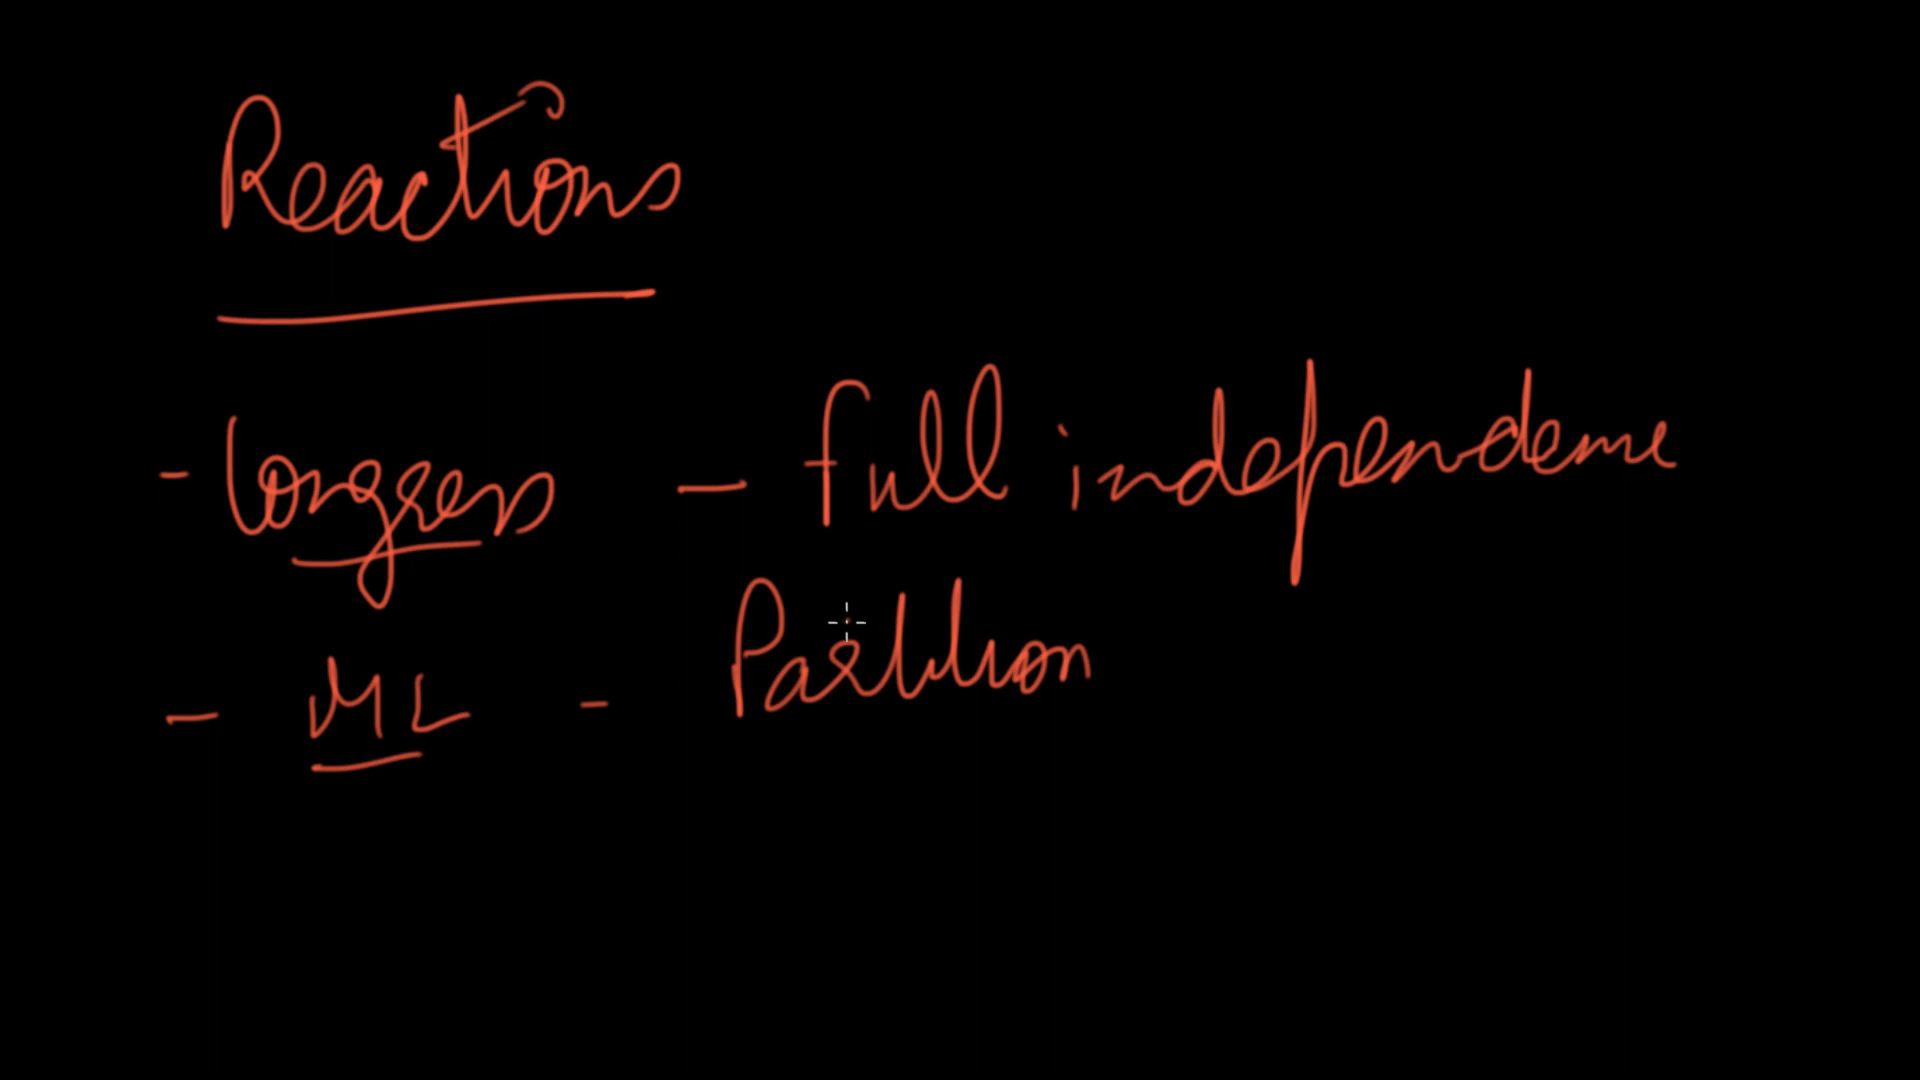 Reactions
- Congress - full independence
- ML - Partition